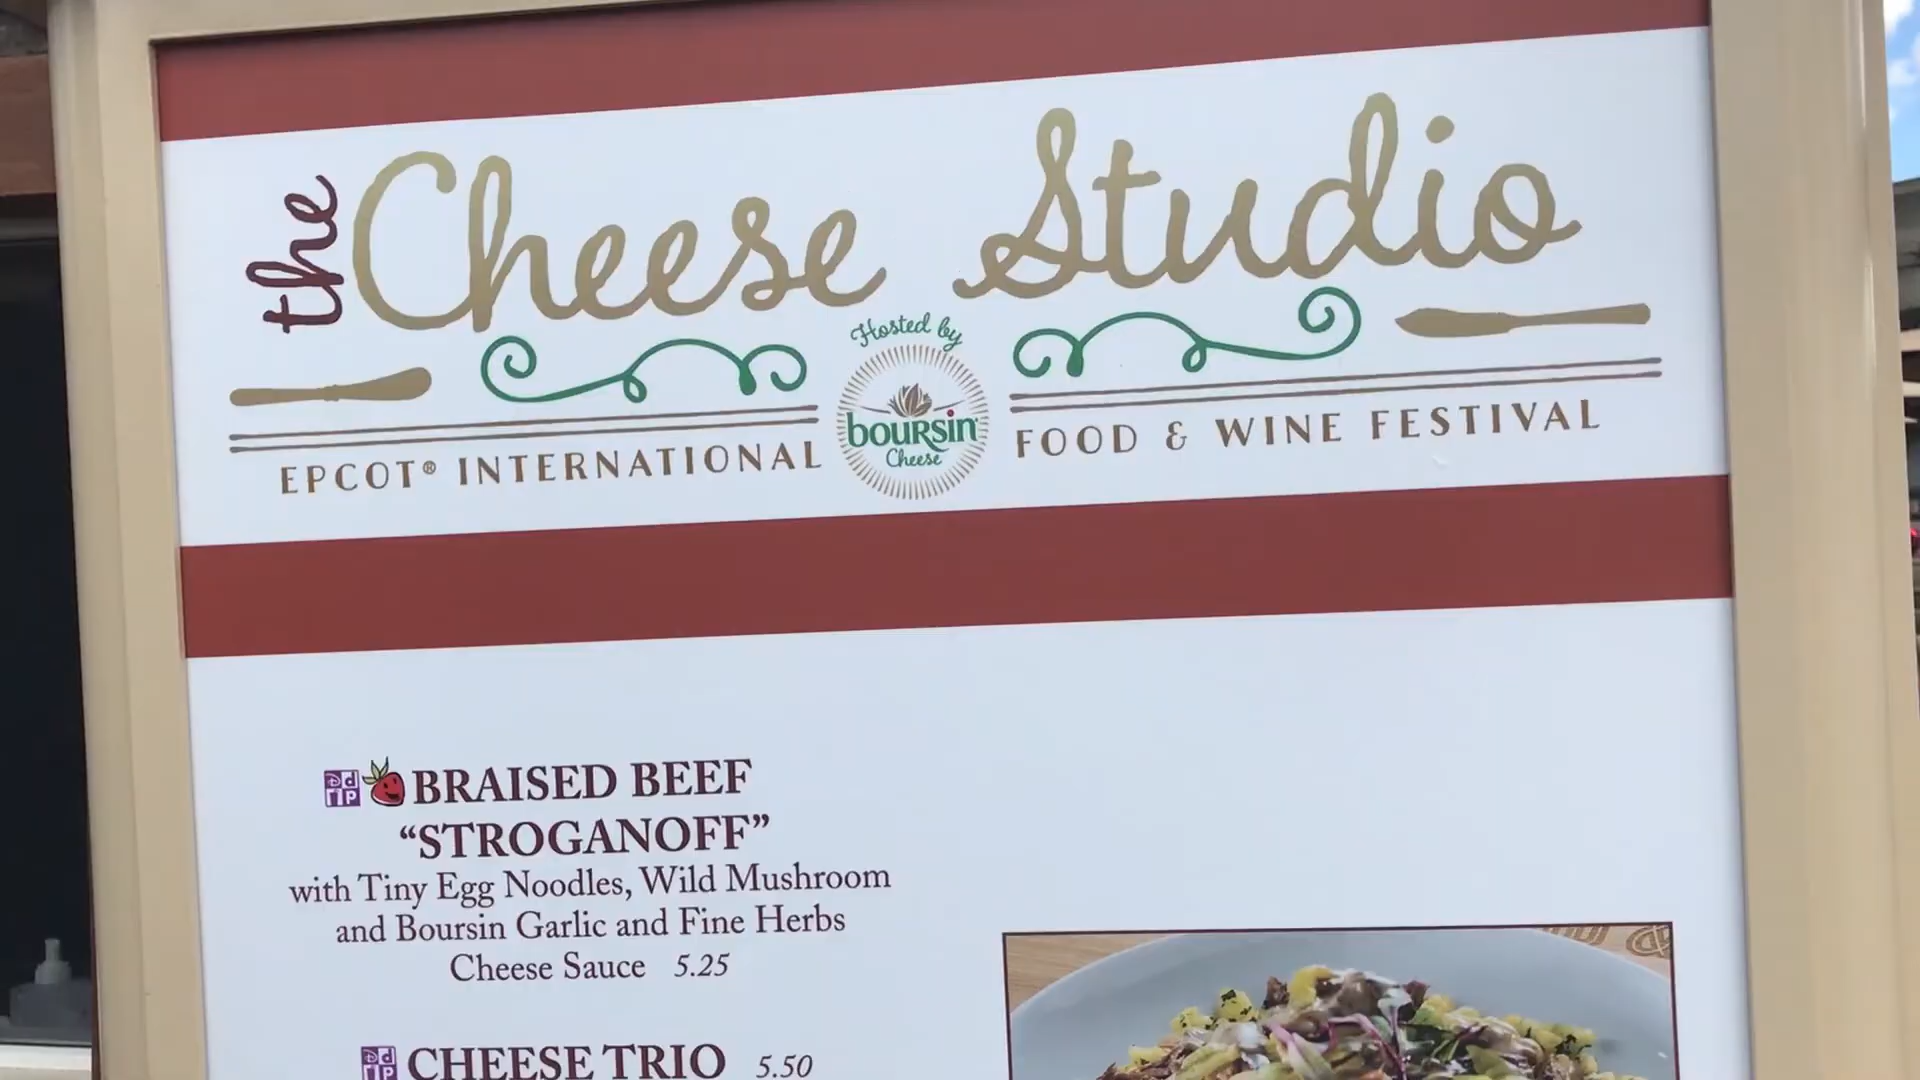 the Cheese Studio
Hosted by
boursin
Cheese
EPCOT® INTERNATIONAL FOOD & WINE FESTIVAL
BRAISED BEEF
“STROGANOFF”
with Tiny Egg Noodles, Wild Mushroom
and Boursin Garlic and Fine Herbs
Cheese Sauce 5.25
CHEESE TRIO 5.50